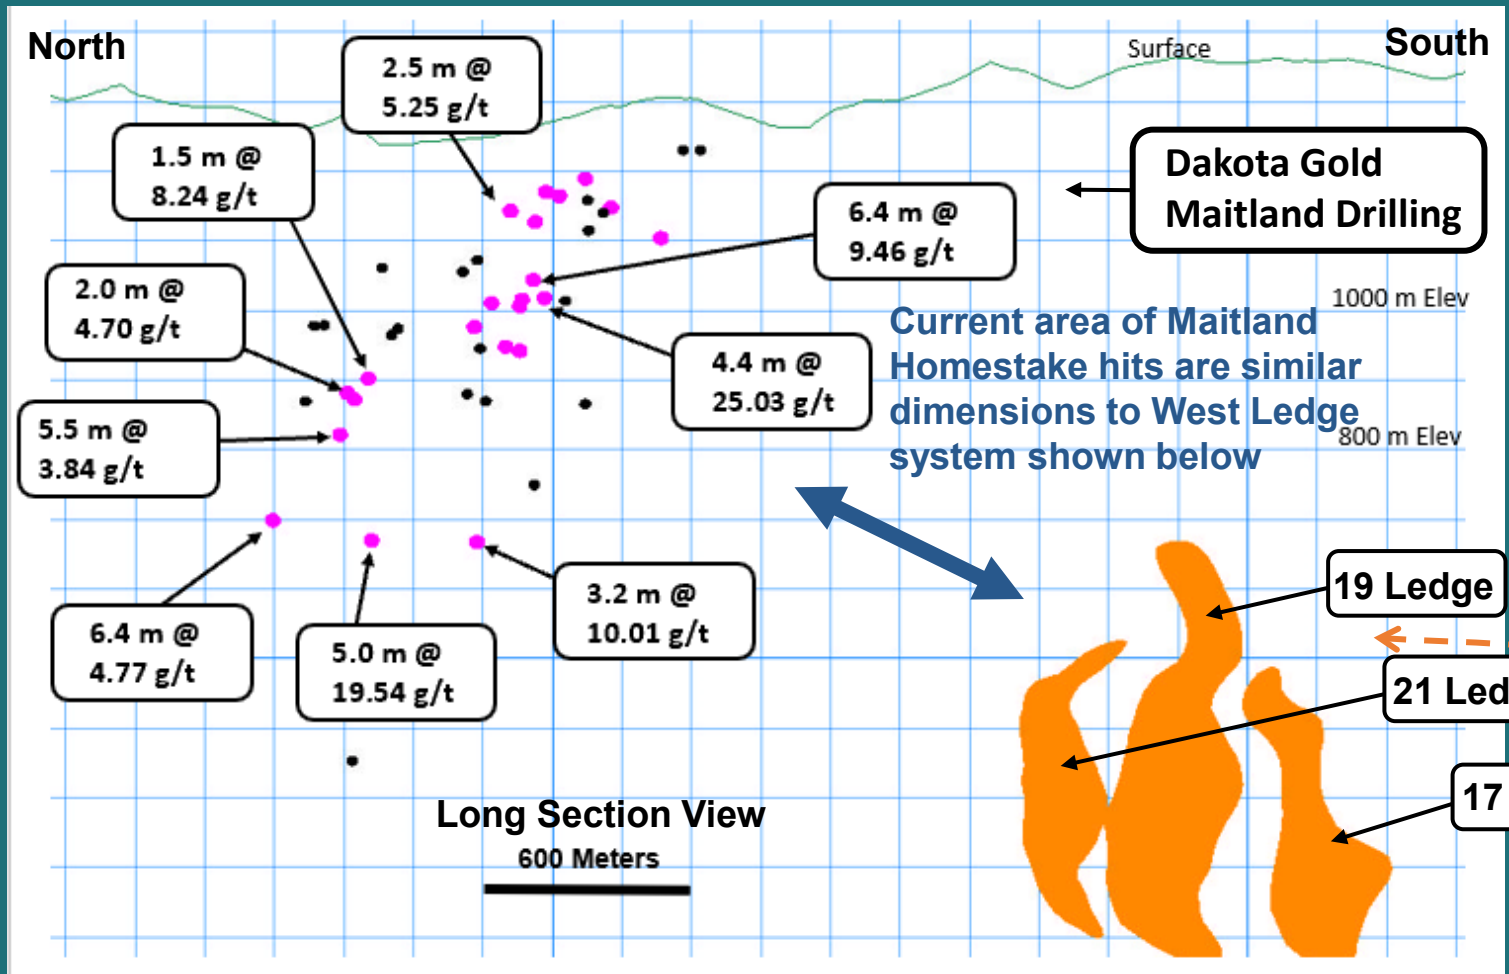 North
South
Surface
2.5 m @
5.25 g/t
1.5 m @
8.24 g/t
Dakota Gold
Maitland Drilling
6.4 m @
9.46 g/t
2.0 m @
4.70 g/t
1000 m Elev
Current area of Maitland
Homestake hits are similar
dimensions to West Ledge
system shown below
4.4 m @
25.03 g/t
800 m Elev
5.5 m @
3.84 g/t
19 Ledge
3.2 m @
10.01 g/t
6.4 m @
4.77 g/t
5.0 m @
19.54 g/t
21 Led
17
Long Section View
600 Meters